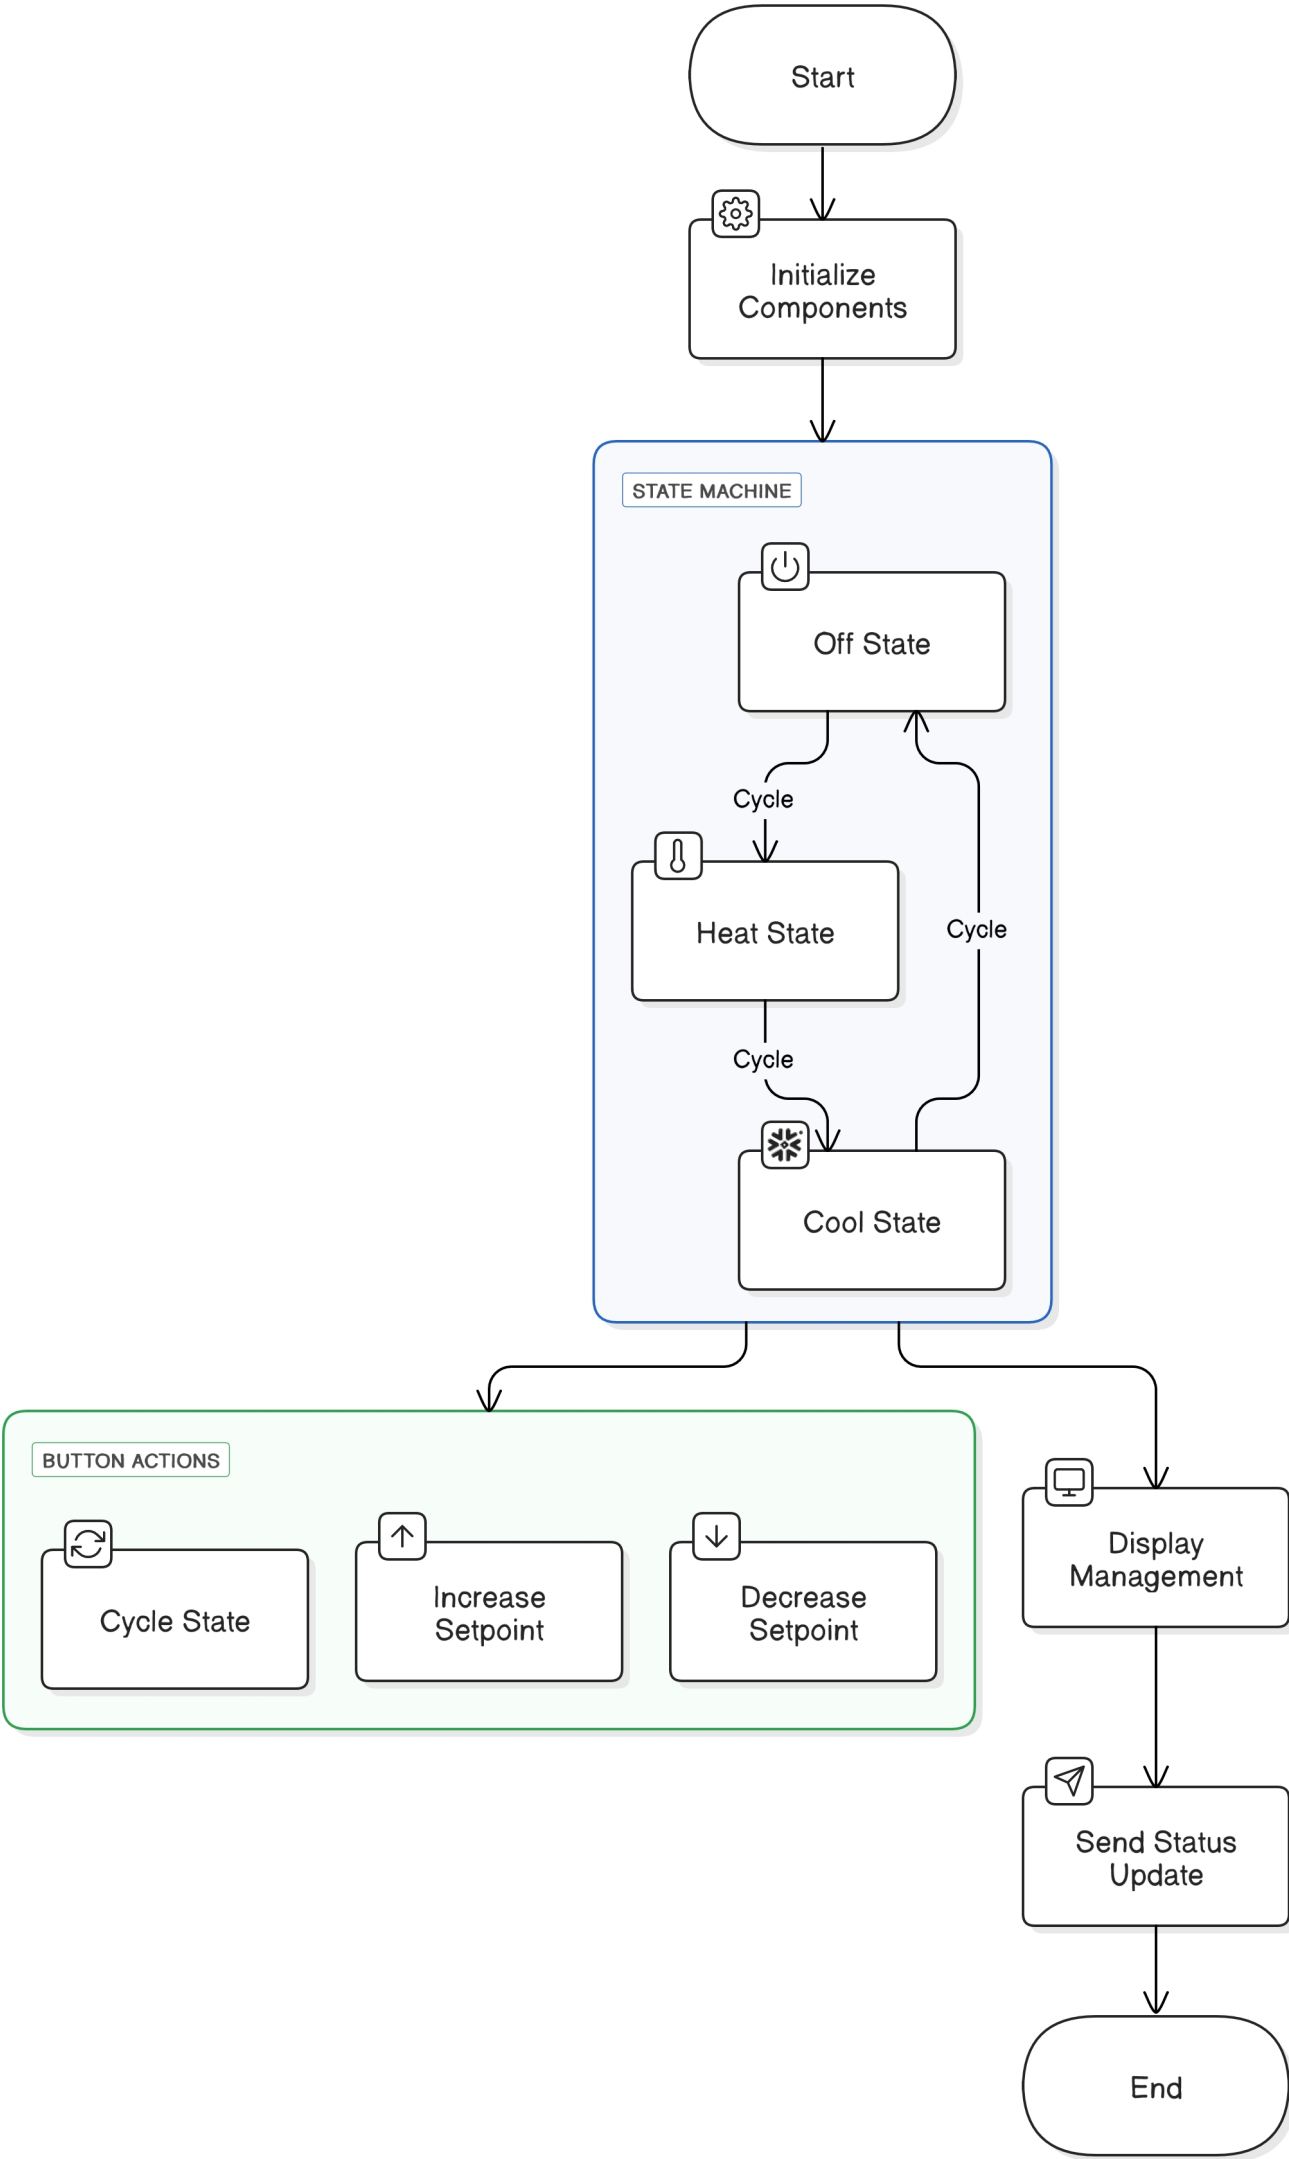 Start
Initialize
Components
STATE MACHINE
Off State
Cycle
Heat State
Cycle
Cycle
Cool State
BUTTON ACTIONS
Cycle State
Increase
Setpoint
Decrease
Setpoint
Display
Management
Send Status
Update
End